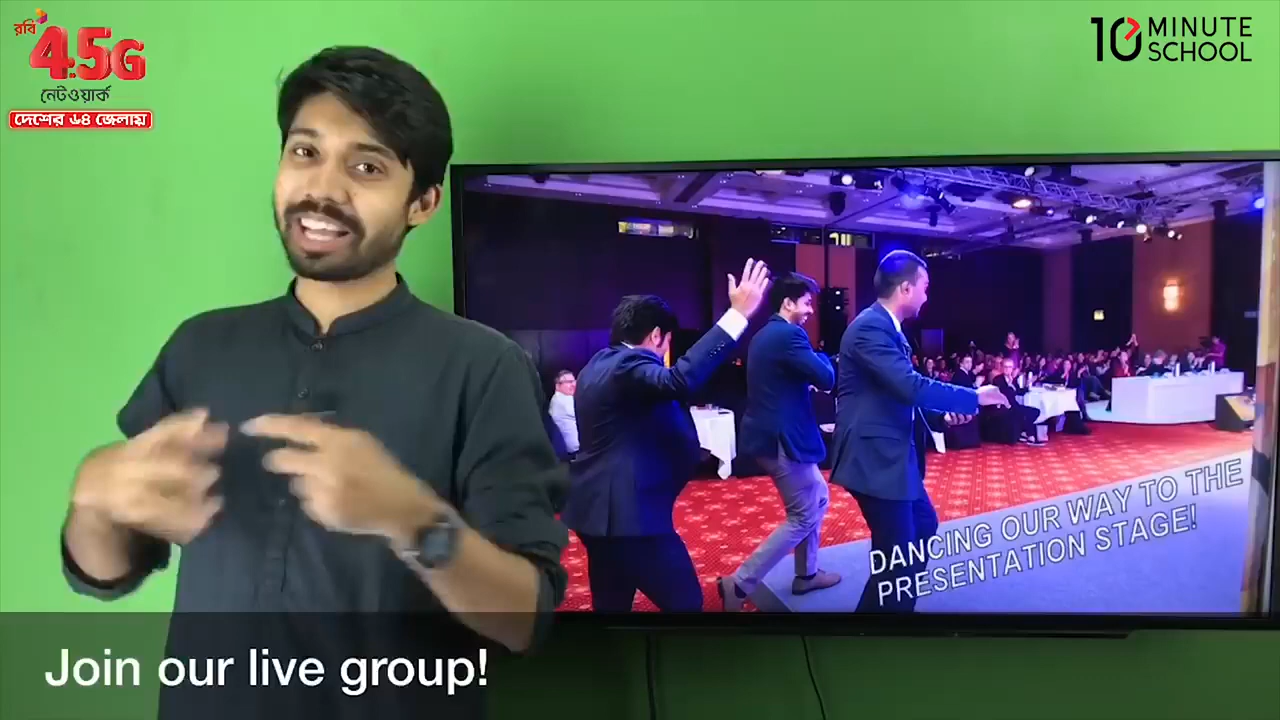 রবি
4.5G
নেটওয়ার্ক
দেশের ৬৪ জেলায়
10 MINUTE
SCHOOL
DANCING OUR WAY TO THE
PRESENTATION STAGE!
Join our live group!